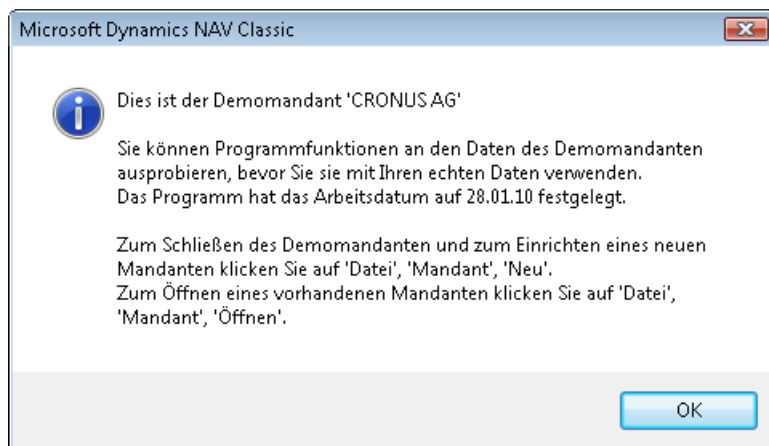 Microsoft Dynamics NAV Classic
Dies ist der Demomandant 'CRONUS AG'
Sie können Programmfunktionen an den Daten des Demomandanten
ausprobieren, bevor Sie sie mit Ihren echten Daten verwenden.
Das Programm hat das Arbeitsdatum auf 28.01.10 festgelegt.
Zum Schließen des Demomandanten und zum Einrichten eines neuen
Mandanten klicken Sie auf 'Datei', 'Mandant', 'Neu'.
Zum Öffnen eines vorhandenen Mandanten klicken Sie auf 'Datei',
'Mandant', 'Öffnen'.
OK